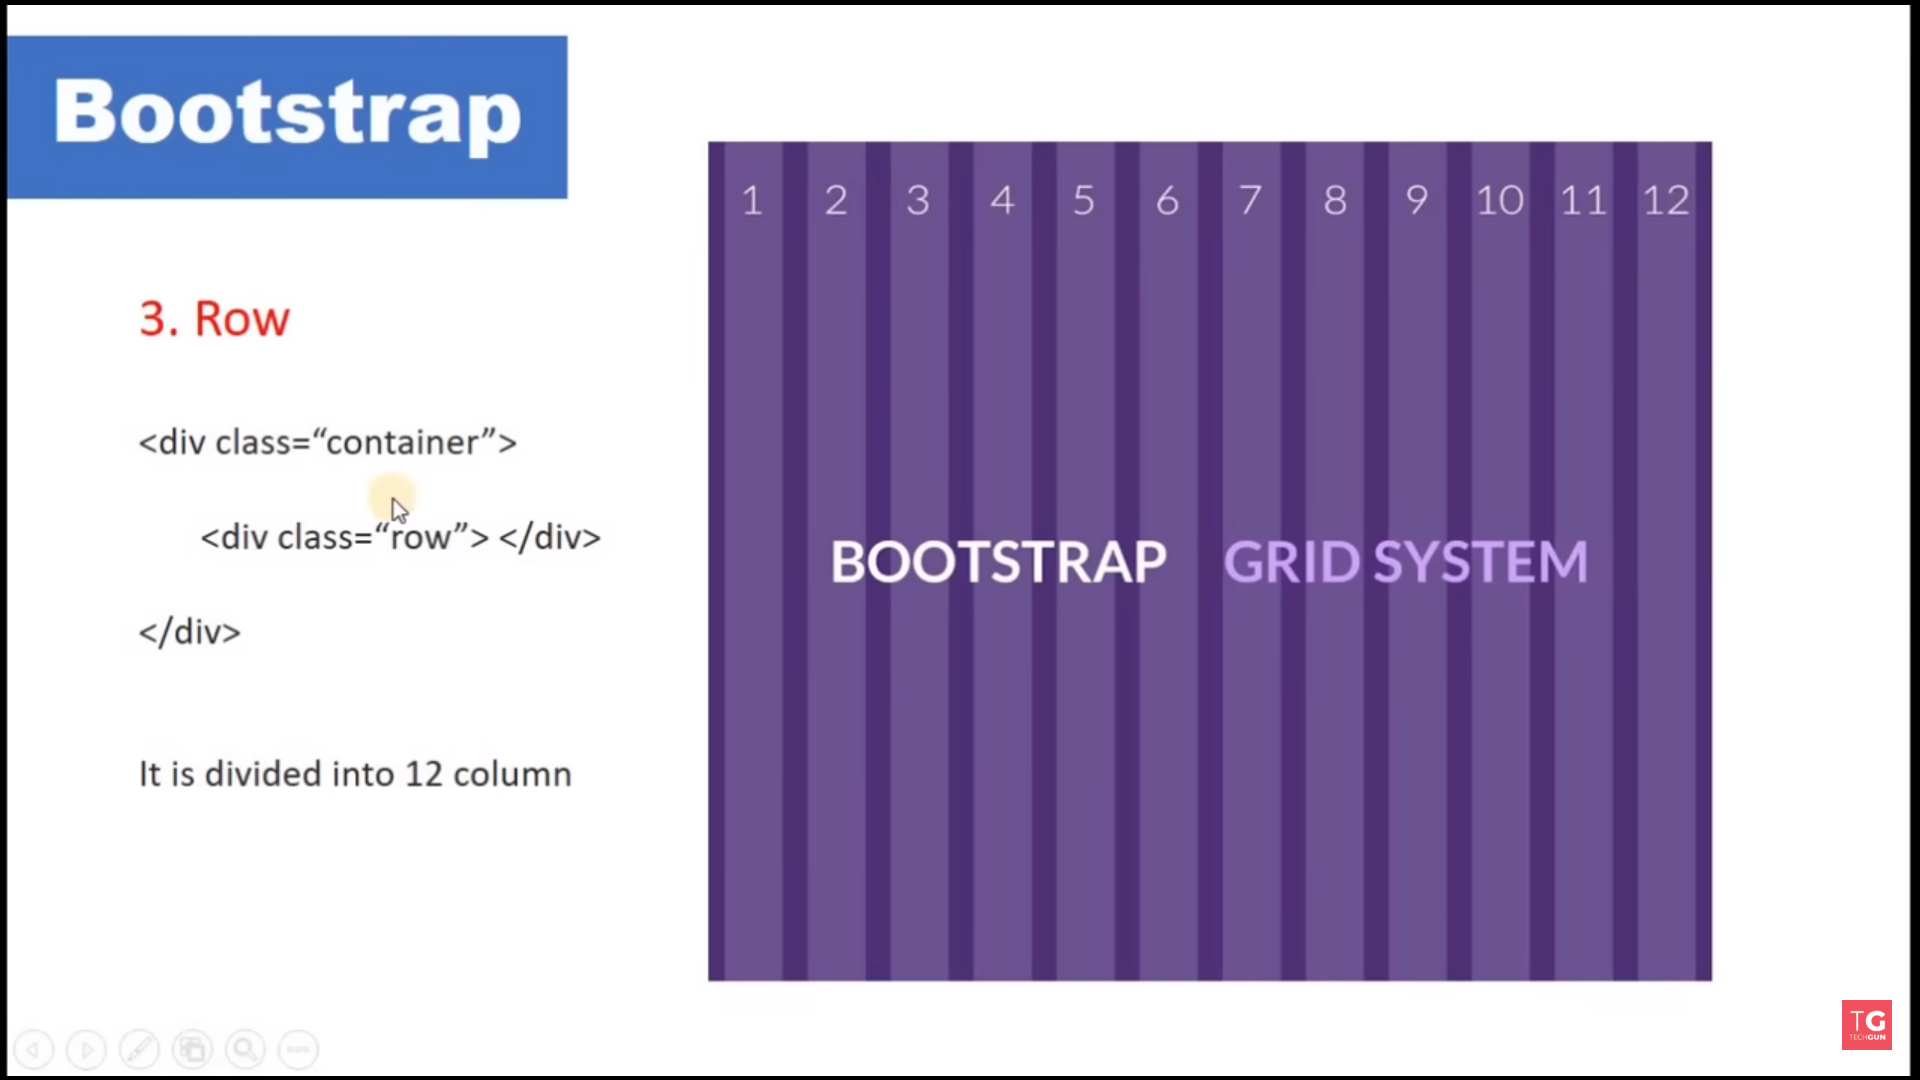 Bootstrap
3. Row
<div class=“container”>
<div class=“row”> </div>
</div>
It is divided into 12 column
1 2 3 4 5 6 7 8 9 10 11 12
BOOTSTRAP GRID SYSTEM
TG
TECHGUN